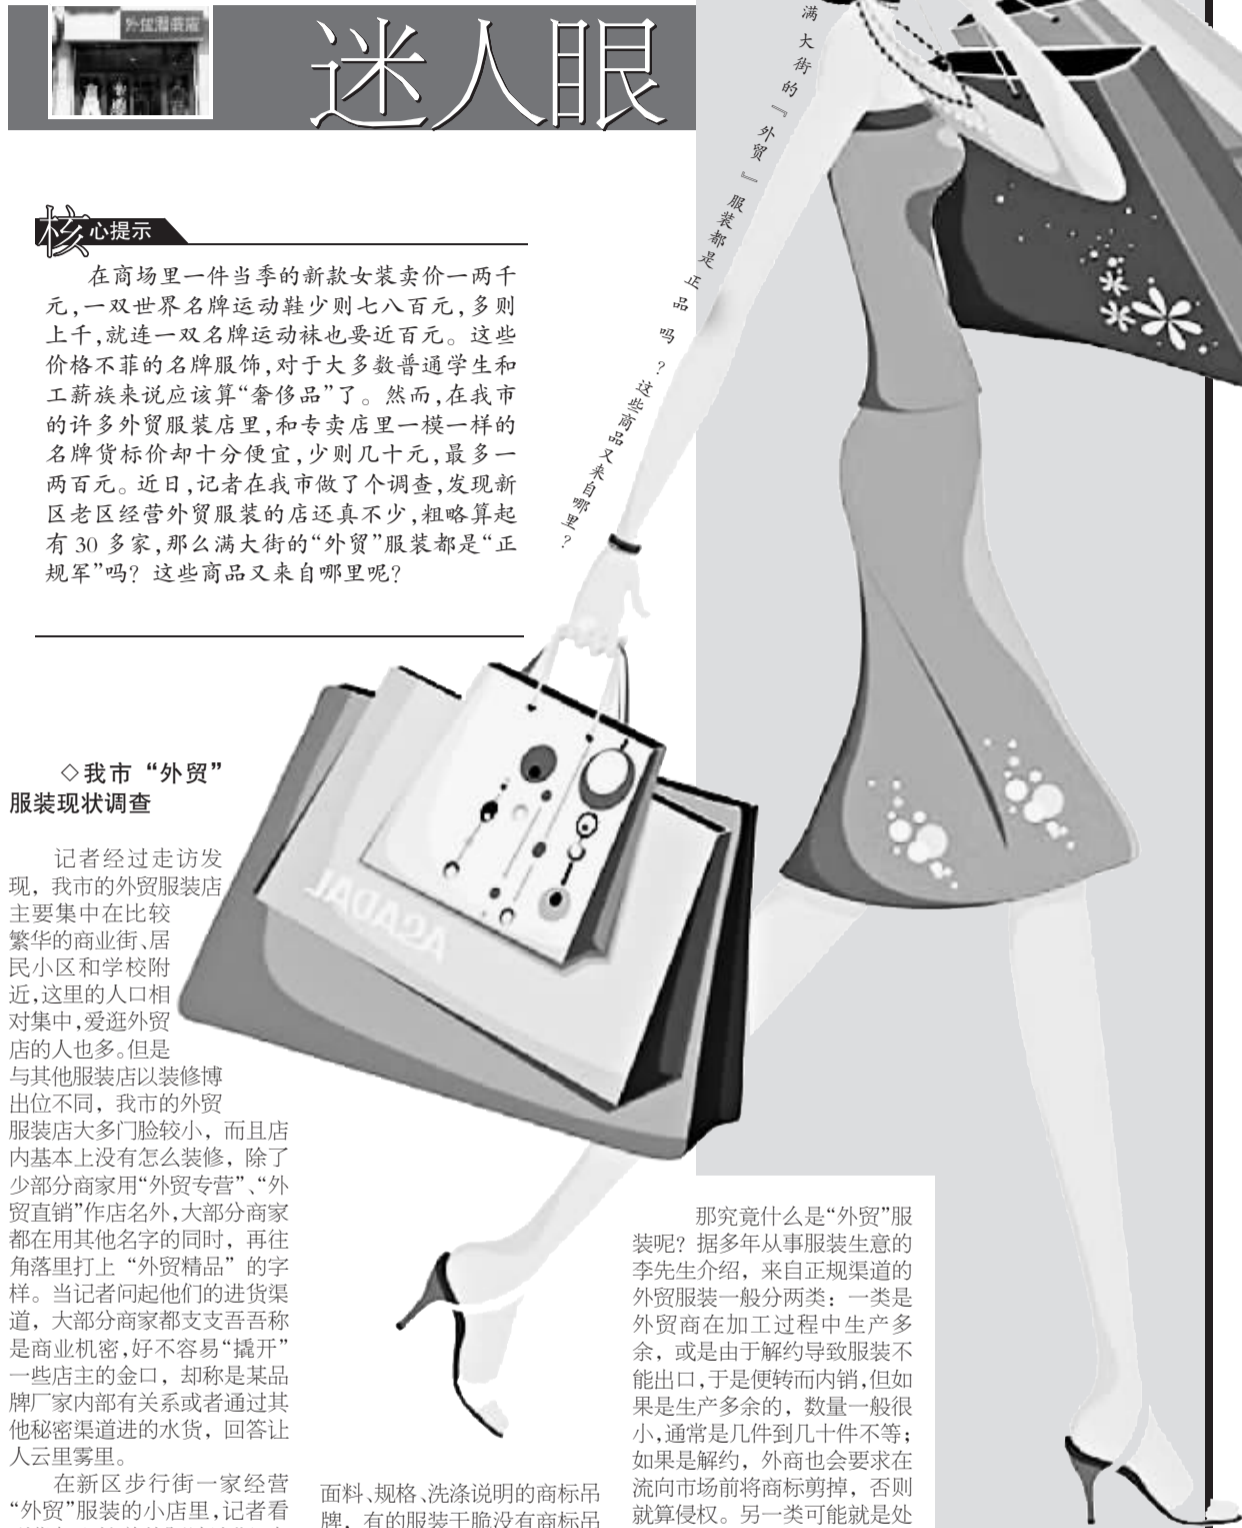 外贸潮装店
迷人眼
满大街的『外贸』服装都是正品吗?这些商品又来自哪里?
核心提示
在商场里一件当季的新款女装卖价一两千
元,一双世界名牌运动鞋少则七八百元,多则
上千,就连一双名牌运动袜也要近百元。这些
价格不菲的名牌服饰,对于大多数普通学生和
工薪族来说应该算“奢侈品”了。然而,在我市
的许多外贸服装店里,和专卖店里一模一样的
名牌货标价却十分便宜,少则几十元,最多一
两百元。近日,记者在我市做了个调查,发现新
区老区经营外贸服装的店还真不少,粗略算起
有 30 多家,那么满大街的“外贸”服装都是“正
规军”吗?这些商品又来自哪里呢?
◇我市“外贸”
服装现状调查
记者经过走访发
现,我市的外贸服装店
主要集中在比较
繁华的商业街、居
民小区和学校附
近,这里的人口相
对集中,爱逛外贸
店的人也多。但是
与其他服装店以装修博
出位不同,我市的外贸
服装店大多门脸较小,而且店
内基本上没有怎么装修,除了
少部分商家用“外贸专营”、“外
贸直销”作店名外,大部分商家
都在用其他名字的同时,再往
角落里打上“外贸精品”的字
样。当记者问起他们的进货渠
道,大部分商家都支支吾吾称
是商业机密,好不容易“撬开”
一些店主的金口,却称是某品
牌厂家内部有关系或者通过其
他秘密渠道进的水货,回答让
人云里雾里。
在新区步行街一家经营
“外贸”服装的小店里,记者看
ASADAL
面料、规格、洗涤说明的商标吊
牌,有的服装干脆没有商标吊
那究竟什么是“外贸”服
装呢?据多年从事服装生意的
李先生介绍,来自正规渠道的
外贸服装一般分两类:一类是
外贸商在加工过程中生产多
余,或是由于解约导致服装不
能出口,于是便转而内销,但如
果是生产多余的,数量一般很
小,通常是几件到几十件不等;
如果是解约,外商也会要求在
流向市场前将商标剪掉,否则
就算侵权。另一类可能就是处